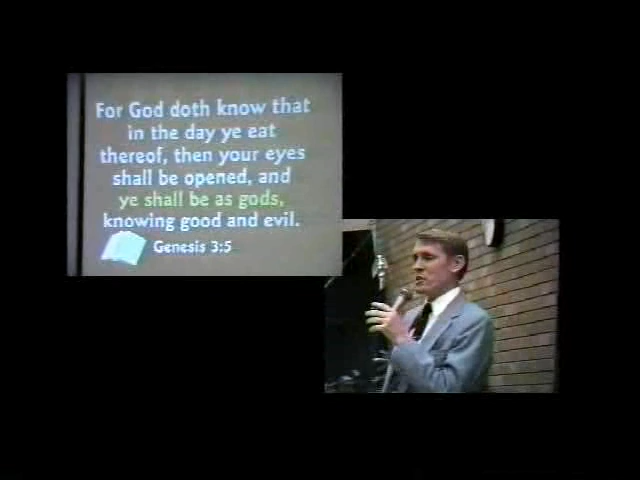 For God doth know that
in the day ye eat
thereof, then your eyes
shall be opened, and
ye shall be as gods,
knowing good and evil.
Genesis 3:5